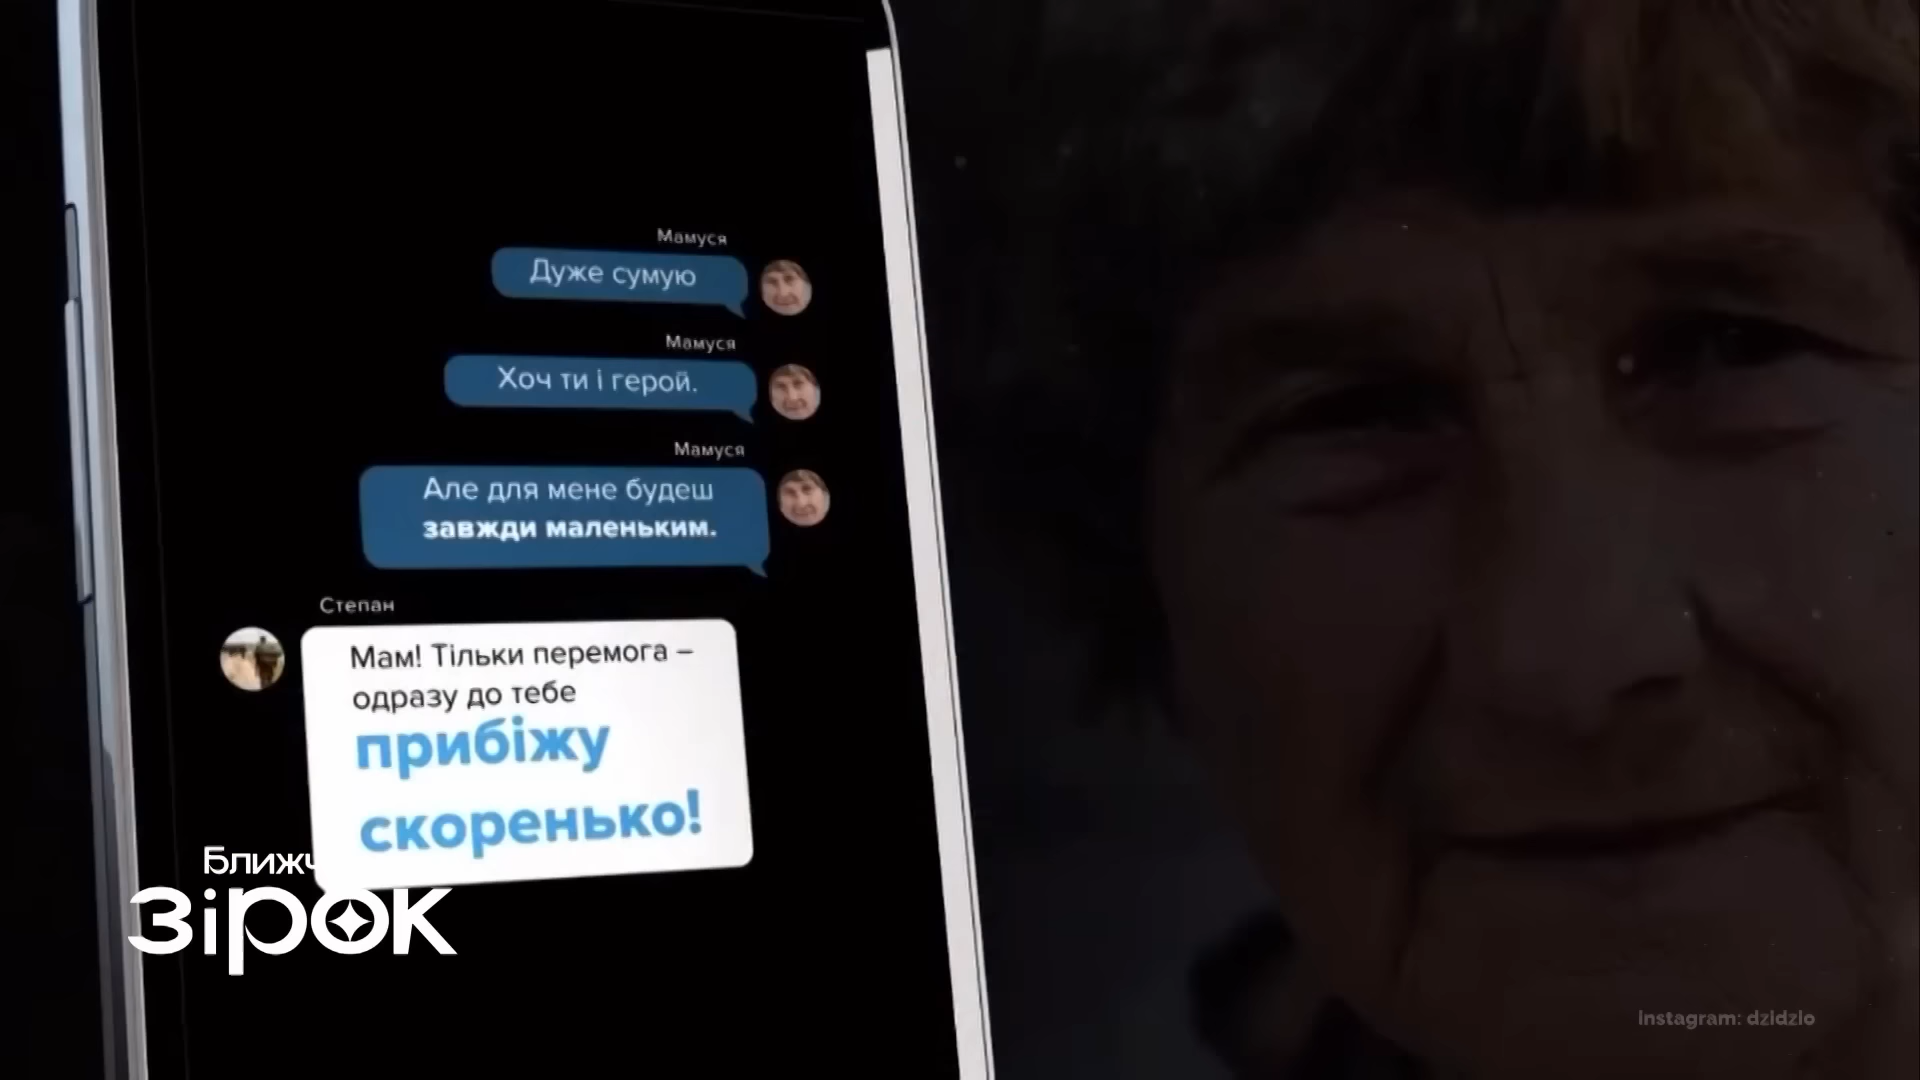 Мамуся
Дуже сумую
Мамуся
Хоч ти і герой.
Мамуся
Але для мене будеш
завжди маленьким.
Степан
Мам! Тільки перемога –
одразу до тебе
прибіжу
скоренько!
зірок
Instagram: dzidzio